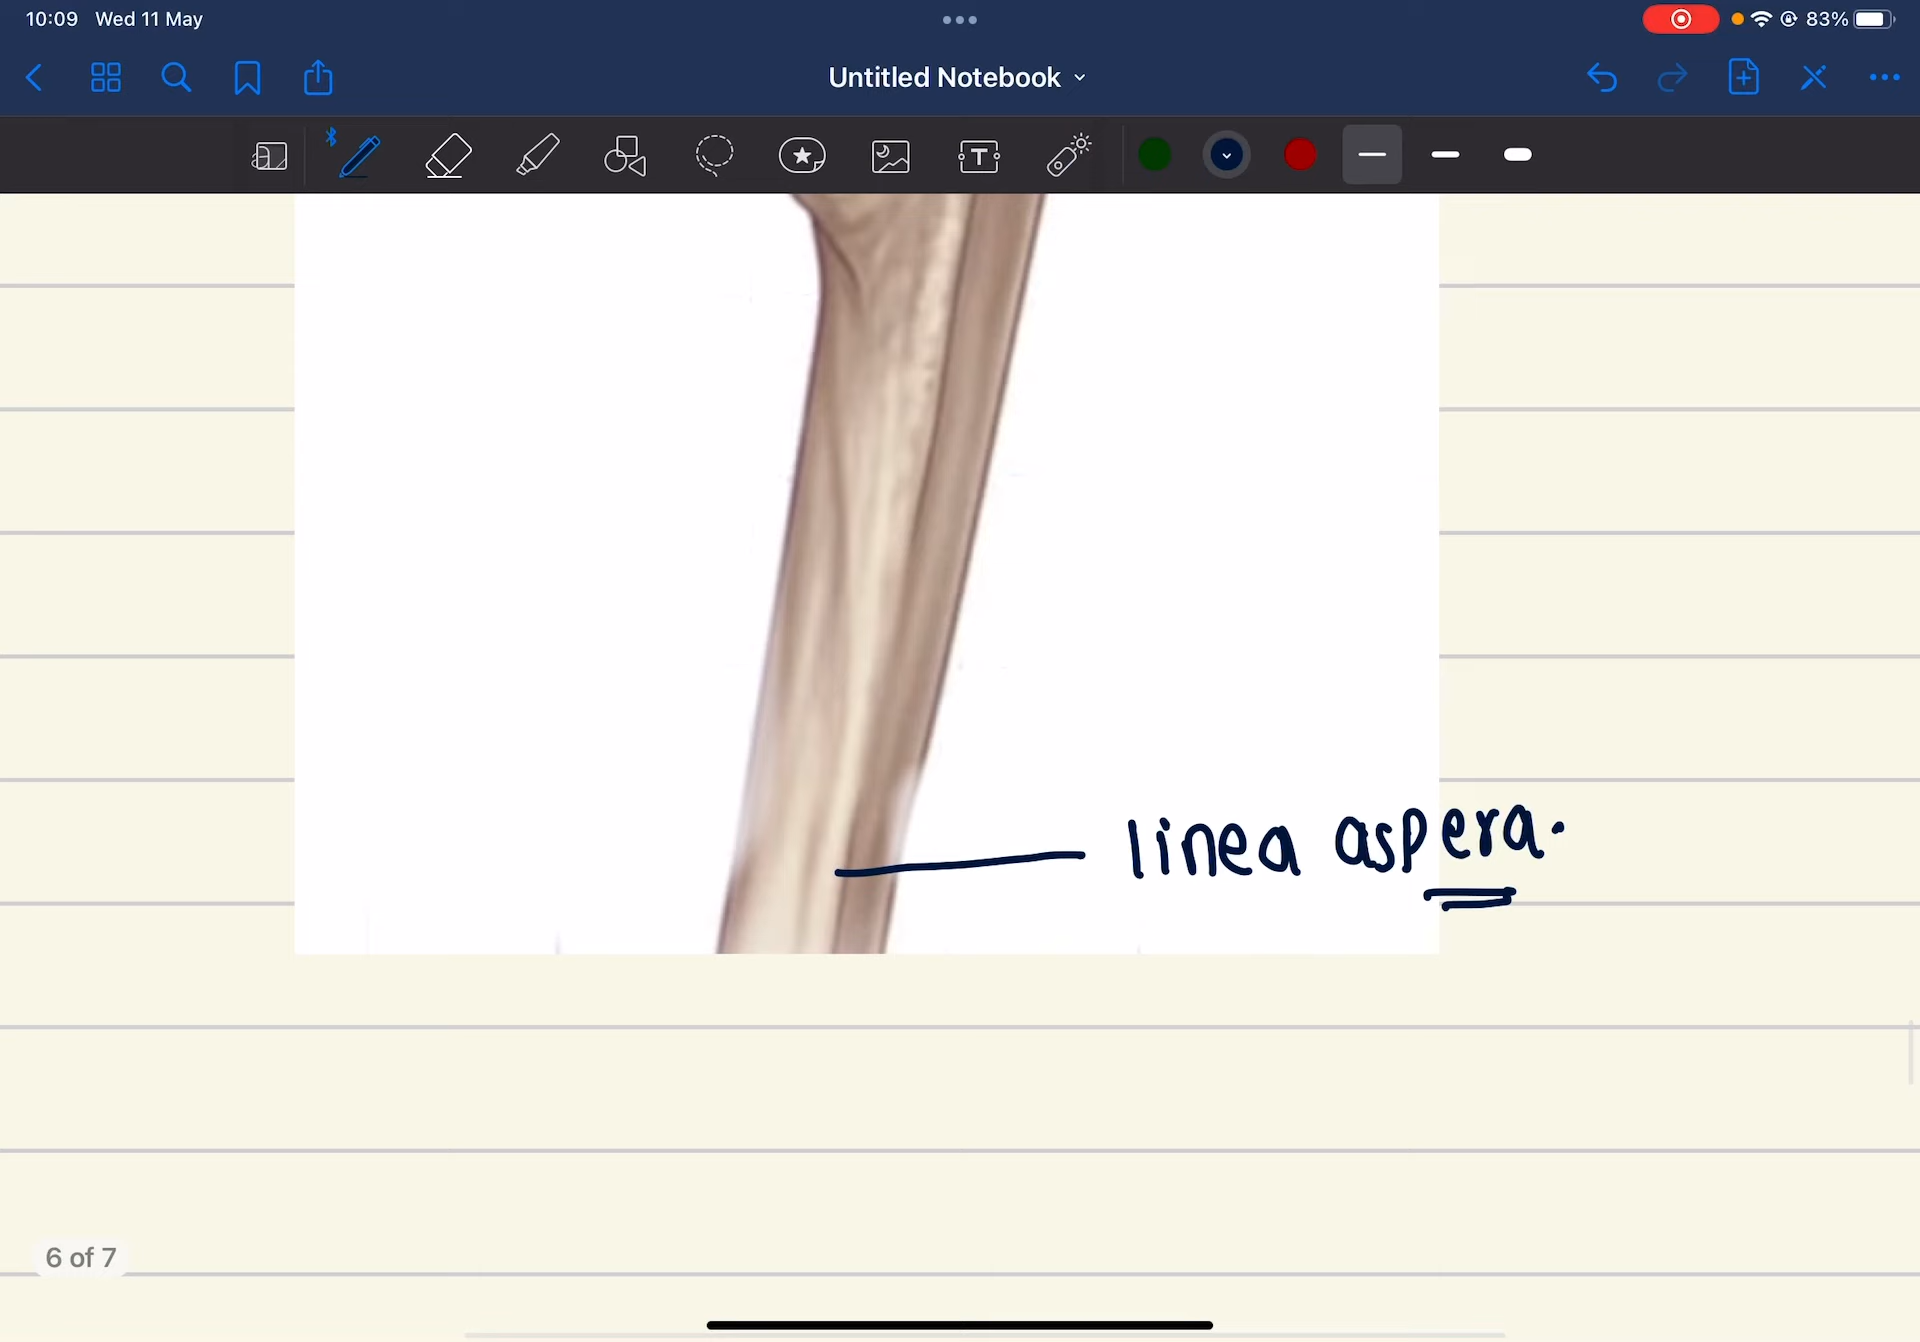 10:09 Wed 11 May
83%
Untitled Notebook
T
linea aspera.
6 of 7